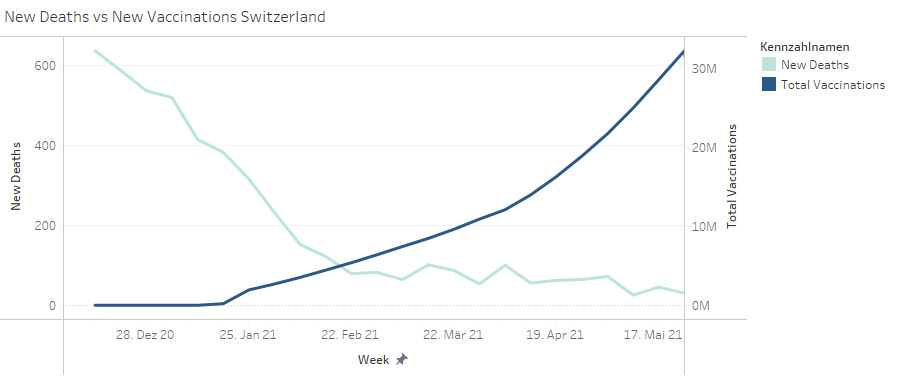 New Deaths vs New Vaccinations Switzerland
Kennzahlnamen
New Deaths
Total Vaccinations
600
400
200
0
New Deaths
30M
20M
10M
0M
Total Vaccinations
28. Dez 20
25. Jan 21
22. Feb 21
22. Mär 21
19. Apr 21
17. Mai 21
Week